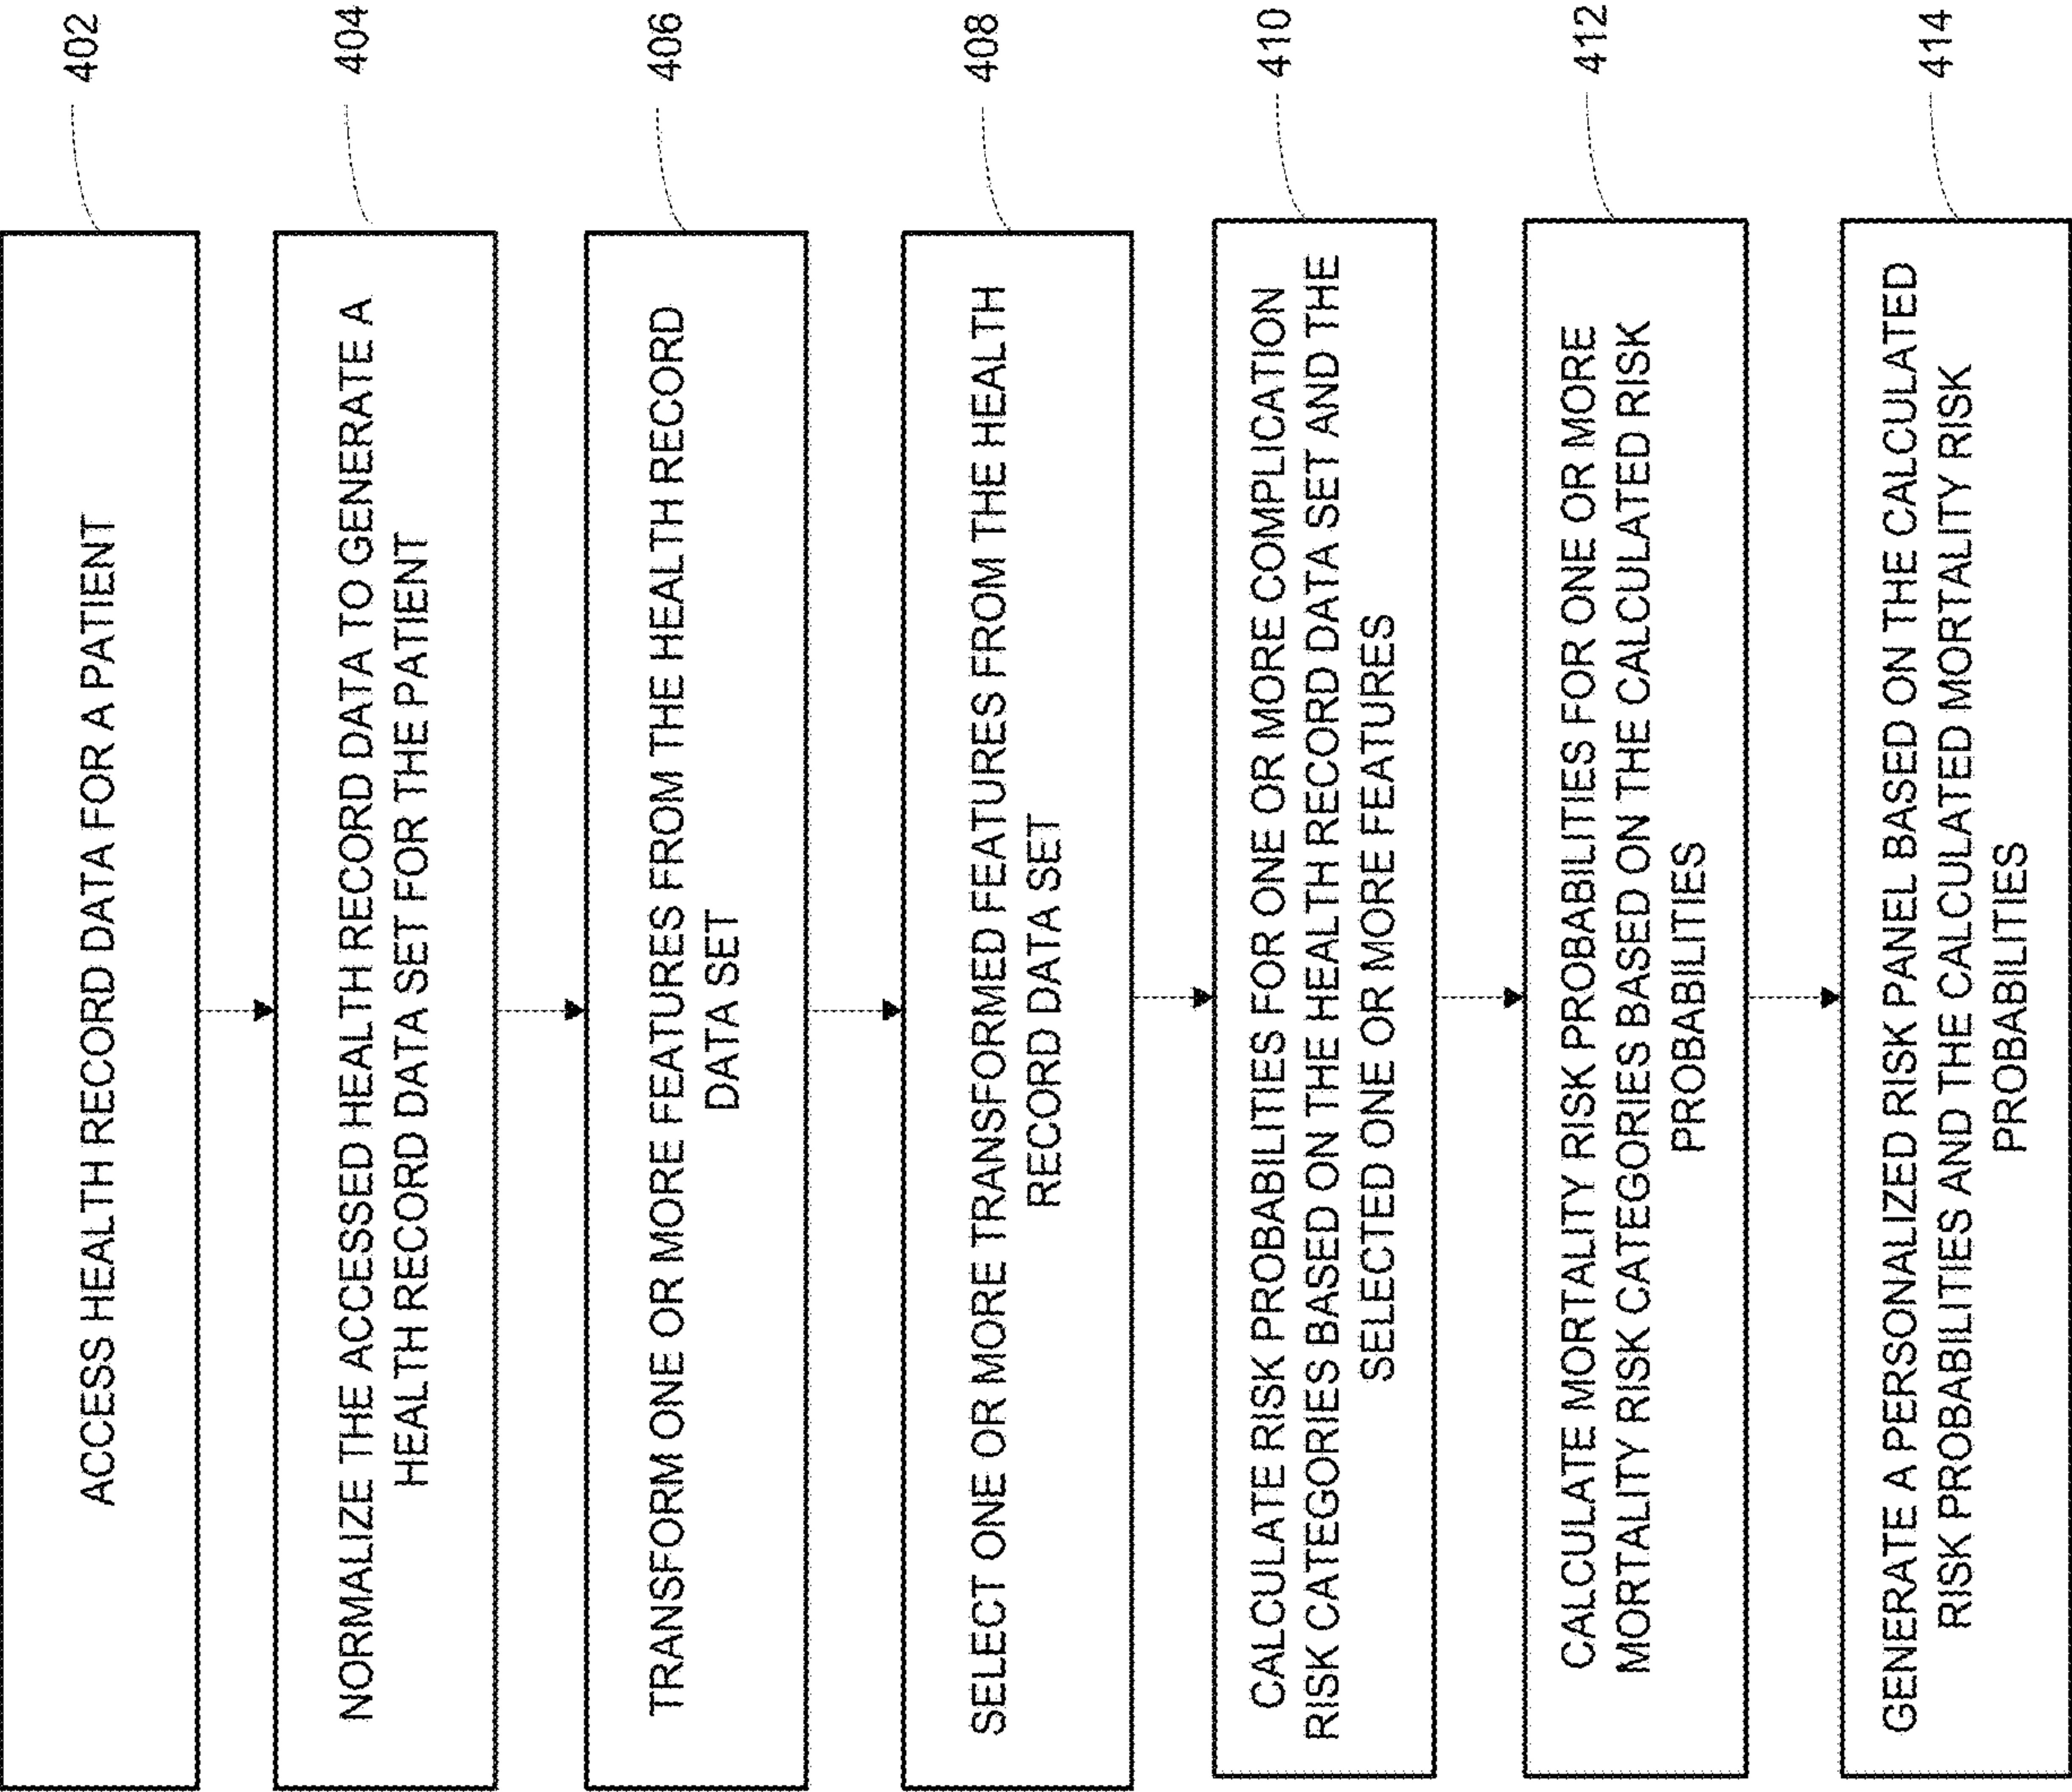 402
ACCESS HEALTH RECORD DATA FOR A PATIENT
404
NORMALIZE THE ACCESSED HEALTH RECORD DATA TO GENERATE A
HEALTH RECORD DATA SET FOR THE PATIENT
406
TRANSFORM ONE OR MORE FEATURES FROM THE HEALTH RECORD
DATA SET
408
SELECT ONE OR MORE TRANSFORMED FEATURES FROM THE HEALTH
RECORD DATA SET
410
CALCULATE RISK PROBABILITIES FOR ONE OR MORE COMPLICATION
RISK CATEGORIES BASED ON THE HEALTH RECORD DATA SET AND THE
SELECTED ONE OR MORE FEATURES
412
CALCULATE MORTALITY RISK PROBABILITIES FOR ONE OR MORE
MORTALITY RISK CATEGORIES BASED ON THE CALCULATED RISK
PROBABILITIES
414
GENERATE A PERSONALIZED RISK PANEL BASED ON THE CALCULATED
RISK PROBABILITIES AND THE CALCULATED MORTALITY RISK
PROBABILITIES